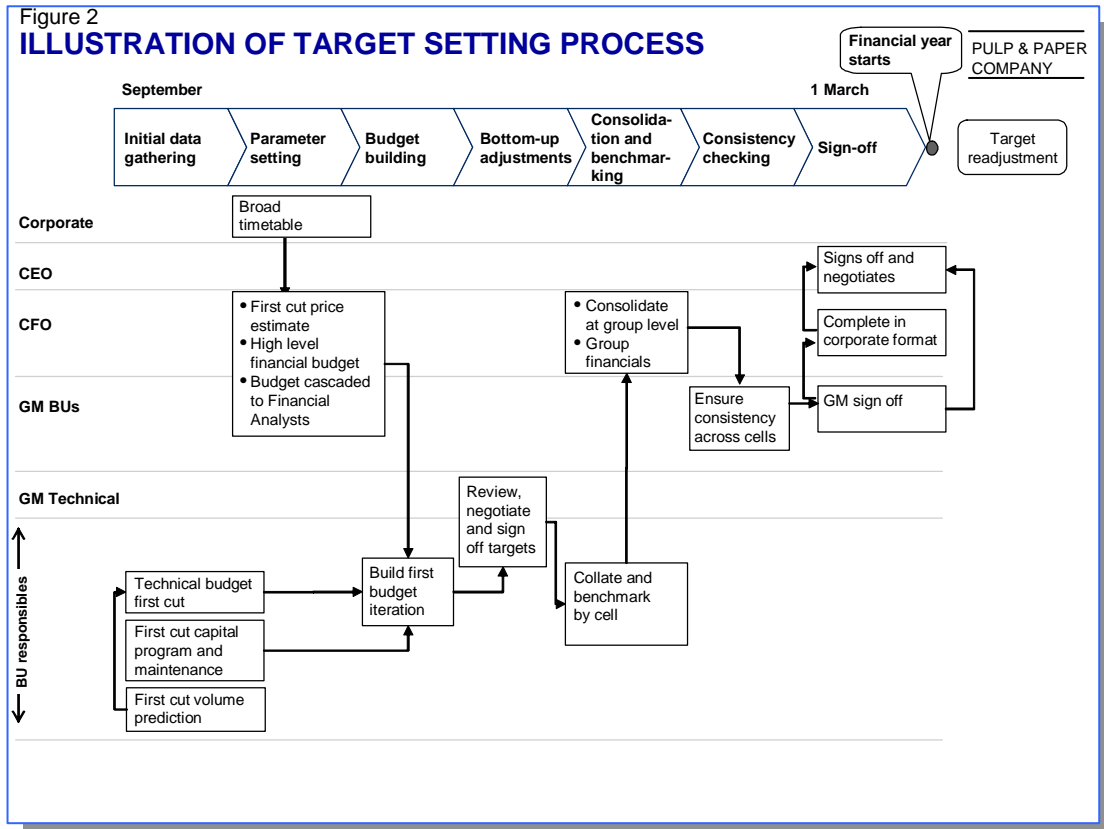 Figure 2
ILLUSTRATION OF TARGET SETTING PROCESS
Financial year
starts
PULP & PAPER
COMPANY
September
1 March
Initial data
gathering
Parameter
setting
Budget
building
Bottom-up
adjustments
Consolida-
tion and
benchmar-
king
Consistency
checking
Sign-off
Target
readjustment
Corporate
Broad
timetable
CEO
Signs off and
negotiates
CFO
• First cut price
estimate
• High level
financial budget
• Budget cascaded
to Financial
Analysts
• Consolidate
at group level
• Group
financials
Complete in
corporate format
GM BUs
Ensure
consistency
across cells
GM sign off
GM Technical
Review,
negotiate
and sign
off targets
BU responsibles
Technical budget
first cut
Build first
budget
iteration
Collate and
benchmark
by cell
First cut capital
program and
maintenance
First cut volume
prediction